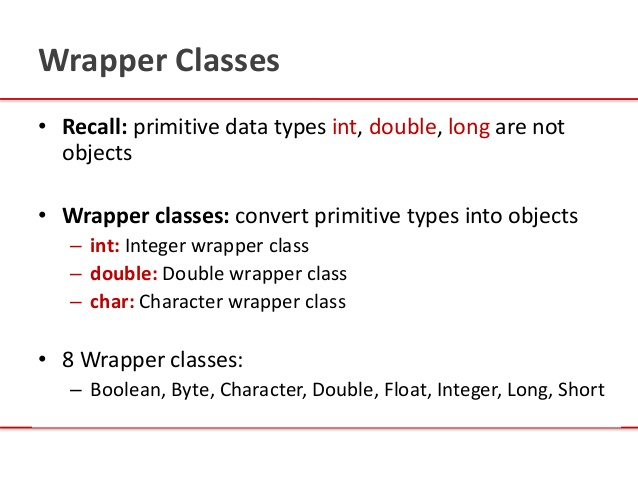 Wrapper Classes
• Recall: primitive data types int, double, long are not
objects
• Wrapper classes: convert primitive types into objects
– int: Integer wrapper class
– double: Double wrapper class
– char: Character wrapper class
• 8 Wrapper classes:
– Boolean, Byte, Character, Double, Float, Integer, Long, Short